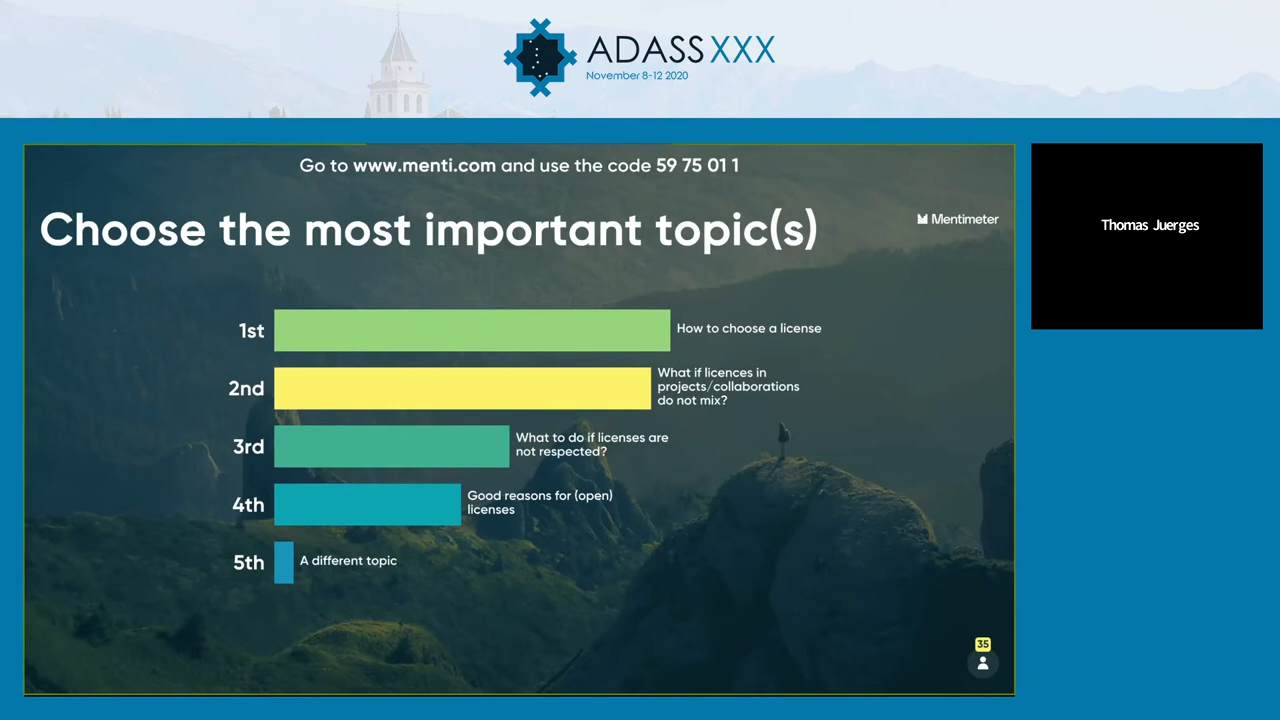 ADASS XXX
November 8-12 2020
Go to www.menti.com and use the code 59 75 01 1
Choose the most important topic(s)
Mentimeter
Thomas Juerges
1st
How to choose a license
2nd
What if licences in
projects/collaborations
do not mix?
3rd
What to do if licenses are
not respected?
4th
Good reasons for (open)
licenses
5th
A different topic
35